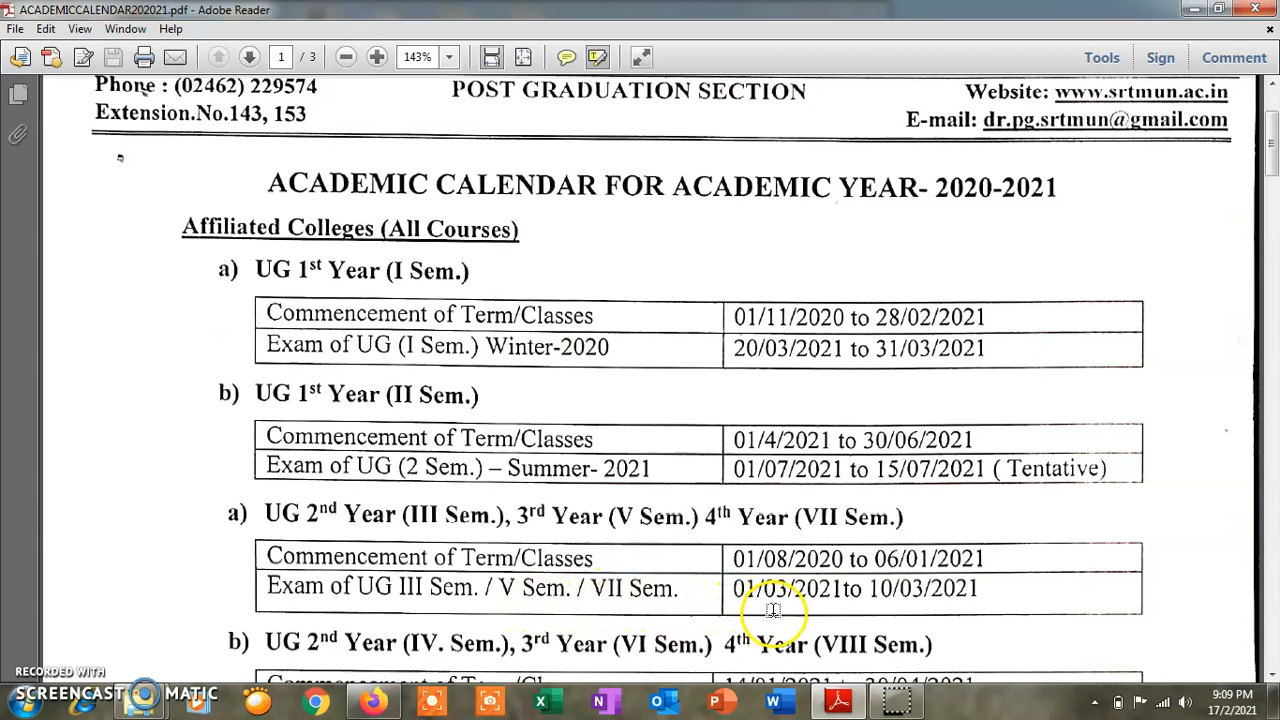 ACADEMICCALENDAR202021.pdf - Adobe Reader
File Edit View Window Help
1 / 3 143% Tools Sign Comment
Phone : (02462) 229574 POST GRADUATION SECTION Website: www.srtmun.ac.in
Extension.No.143, 153 E-mail: dr.pg.srtmun@gmail.com
ACADEMIC CALENDAR FOR ACADEMIC YEAR- 2020-2021
Affiliated Colleges (All Courses)
a) UG 1st Year (I Sem.)
Commencement of Term/Classes 01/11/2020 to 28/02/2021
Exam of UG (I Sem.) Winter-2020 20/03/2021 to 31/03/2021
b) UG 1st Year (II Sem.)
Commencement of Term/Classes 01/4/2021 to 30/06/2021
Exam of UG (2 Sem.) – Summer- 2021 01/07/2021 to 15/07/2021 ( Tentative)
a) UG 2nd Year (III Sem.), 3rd Year (V Sem.) 4th Year (VII Sem.)
Commencement of Term/Classes 01/08/2020 to 06/01/2021
Exam of UG III Sem. / V Sem. / VII Sem. 01/03/2021to 10/03/2021
b) UG 2nd Year (IV. Sem.), 3rd Year (VI Sem.) 4th Year (VIII Sem.)
RECORDED WITH
SCREENCAST MATIC
9:09 PM
17/2/2021